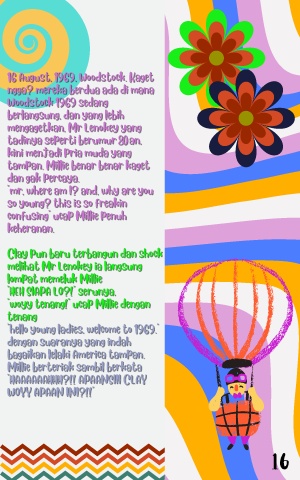 16 August, 1969, Woodstock. Kaget
ngga? mereka berdua ada di mana
Woodstock 1969 sedang
berlangsung, dan yang lebih
mengagetkan, Mr Lenokey yang
tadinya seperti berumur 80an,
kini menjadi Pria muda yang
tampan. Millie benar benar kaget
dan gak Percaya.
"mr, where am I? and, why are you
so young? this is so freakin
confusing" ucap Millie Penuh
keheranan.
Clay Pun baru terbangun dan shock
melihat Mr Lenokey ia langsung
lompat memeluk Millie
"HEH SIAPA LO?!" serunya.
"woyy tenang!" ucap Millie dengan
tenang
"hello young ladies, welcome to 1969,"
dengan suaranya yang indah
bagaikan lelaki America tampan.
Millie berteriak sambil berkata
"HAAAAAAHHH?!! APAANSIH CLAY
WOYY APAAN INI?!!"
16